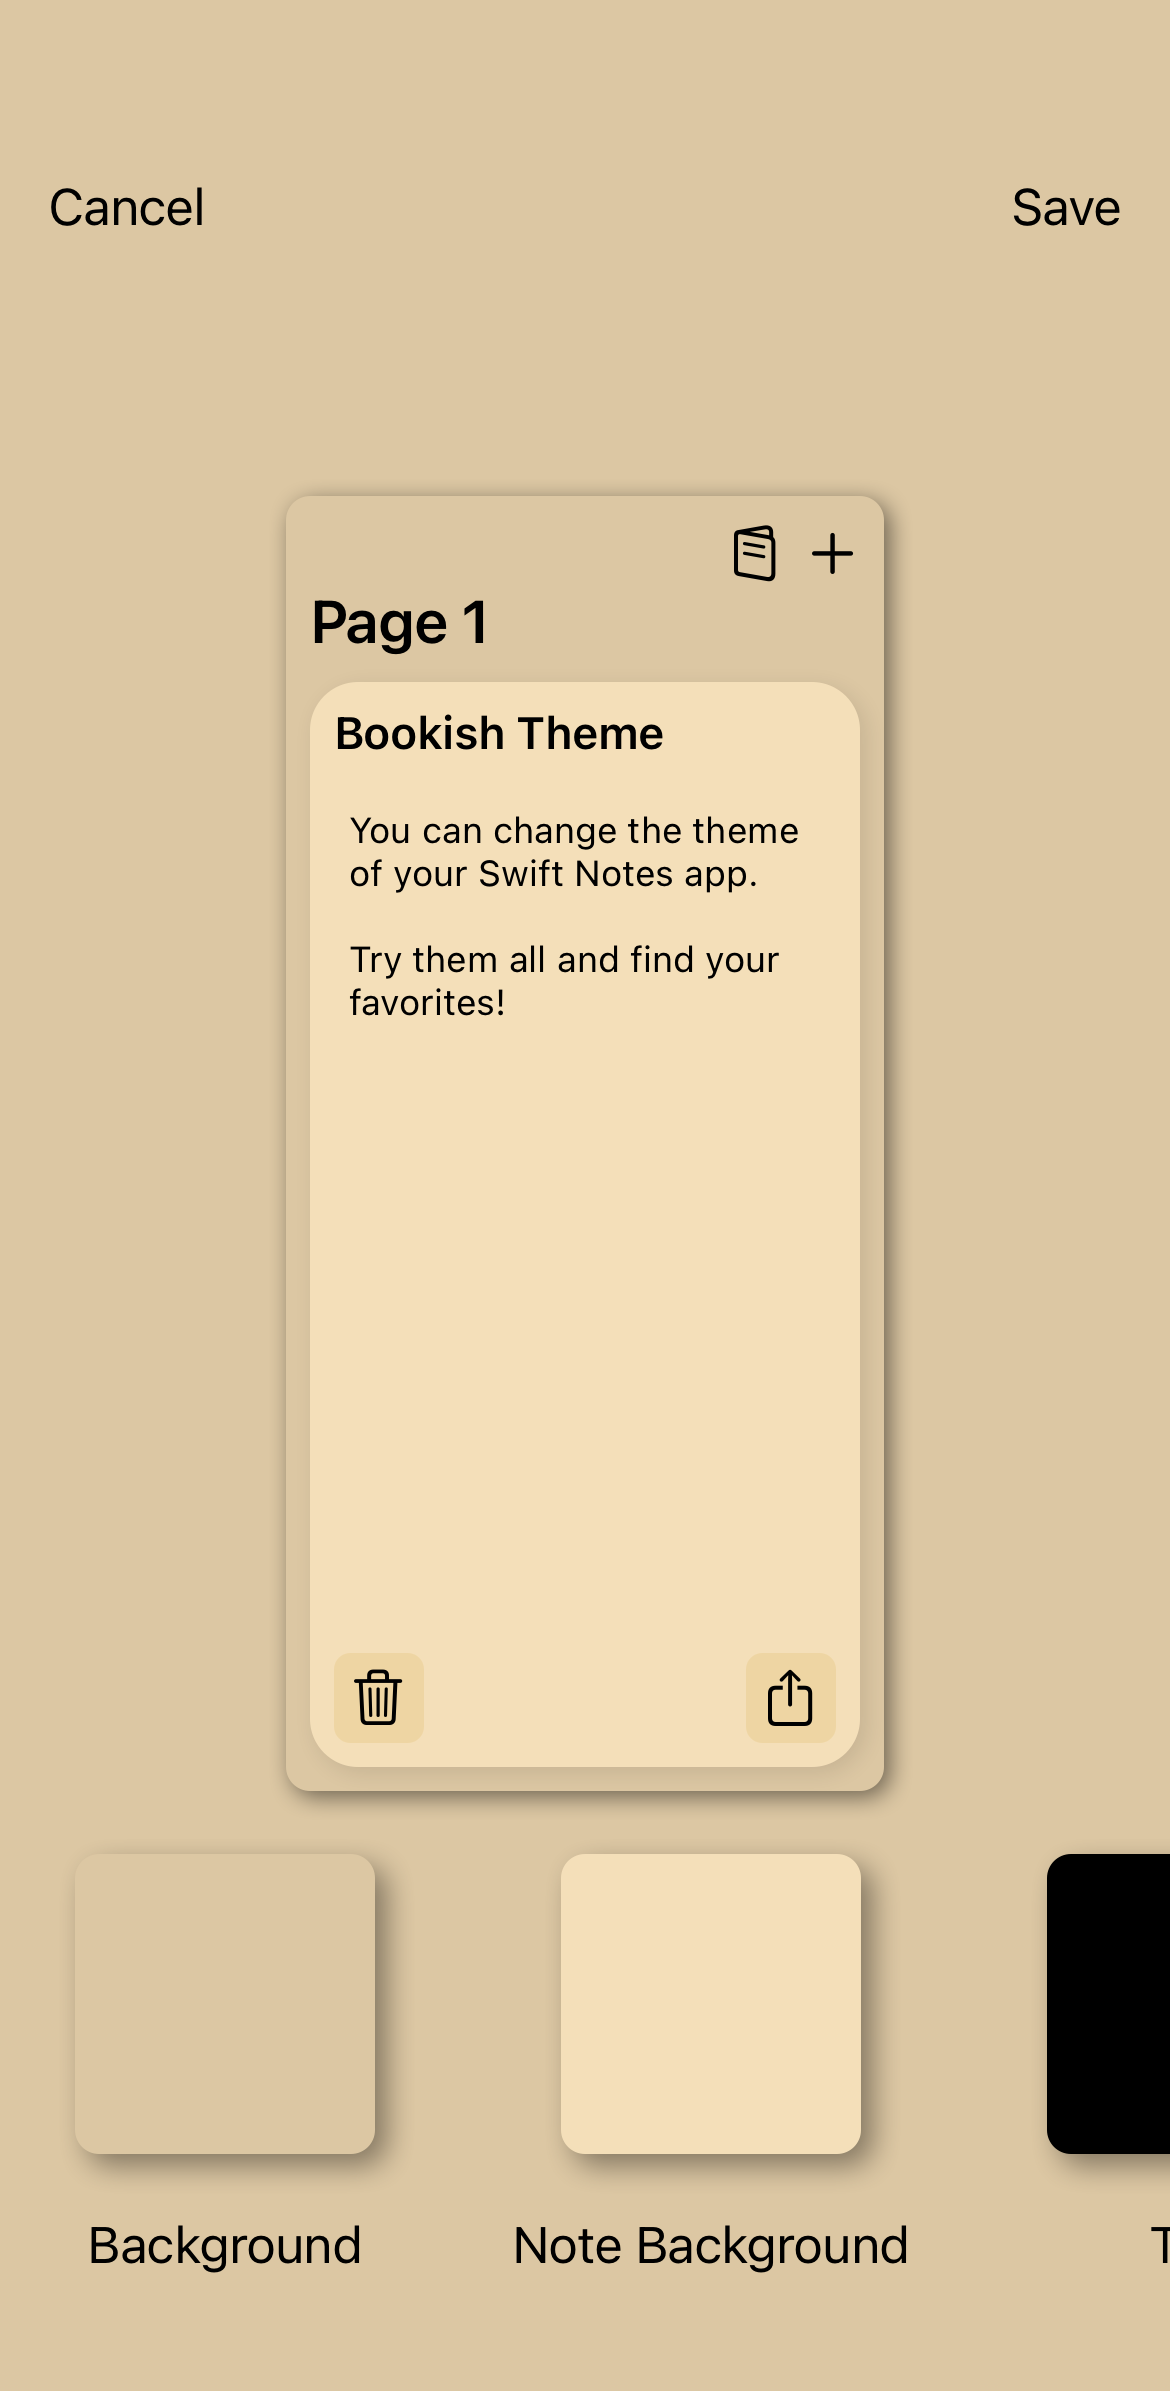 Cancel
Save
Page 1
Bookish Theme
You can change the theme
of your Swift Notes app.
Try them all and find your
favorites!
Background
Note Background